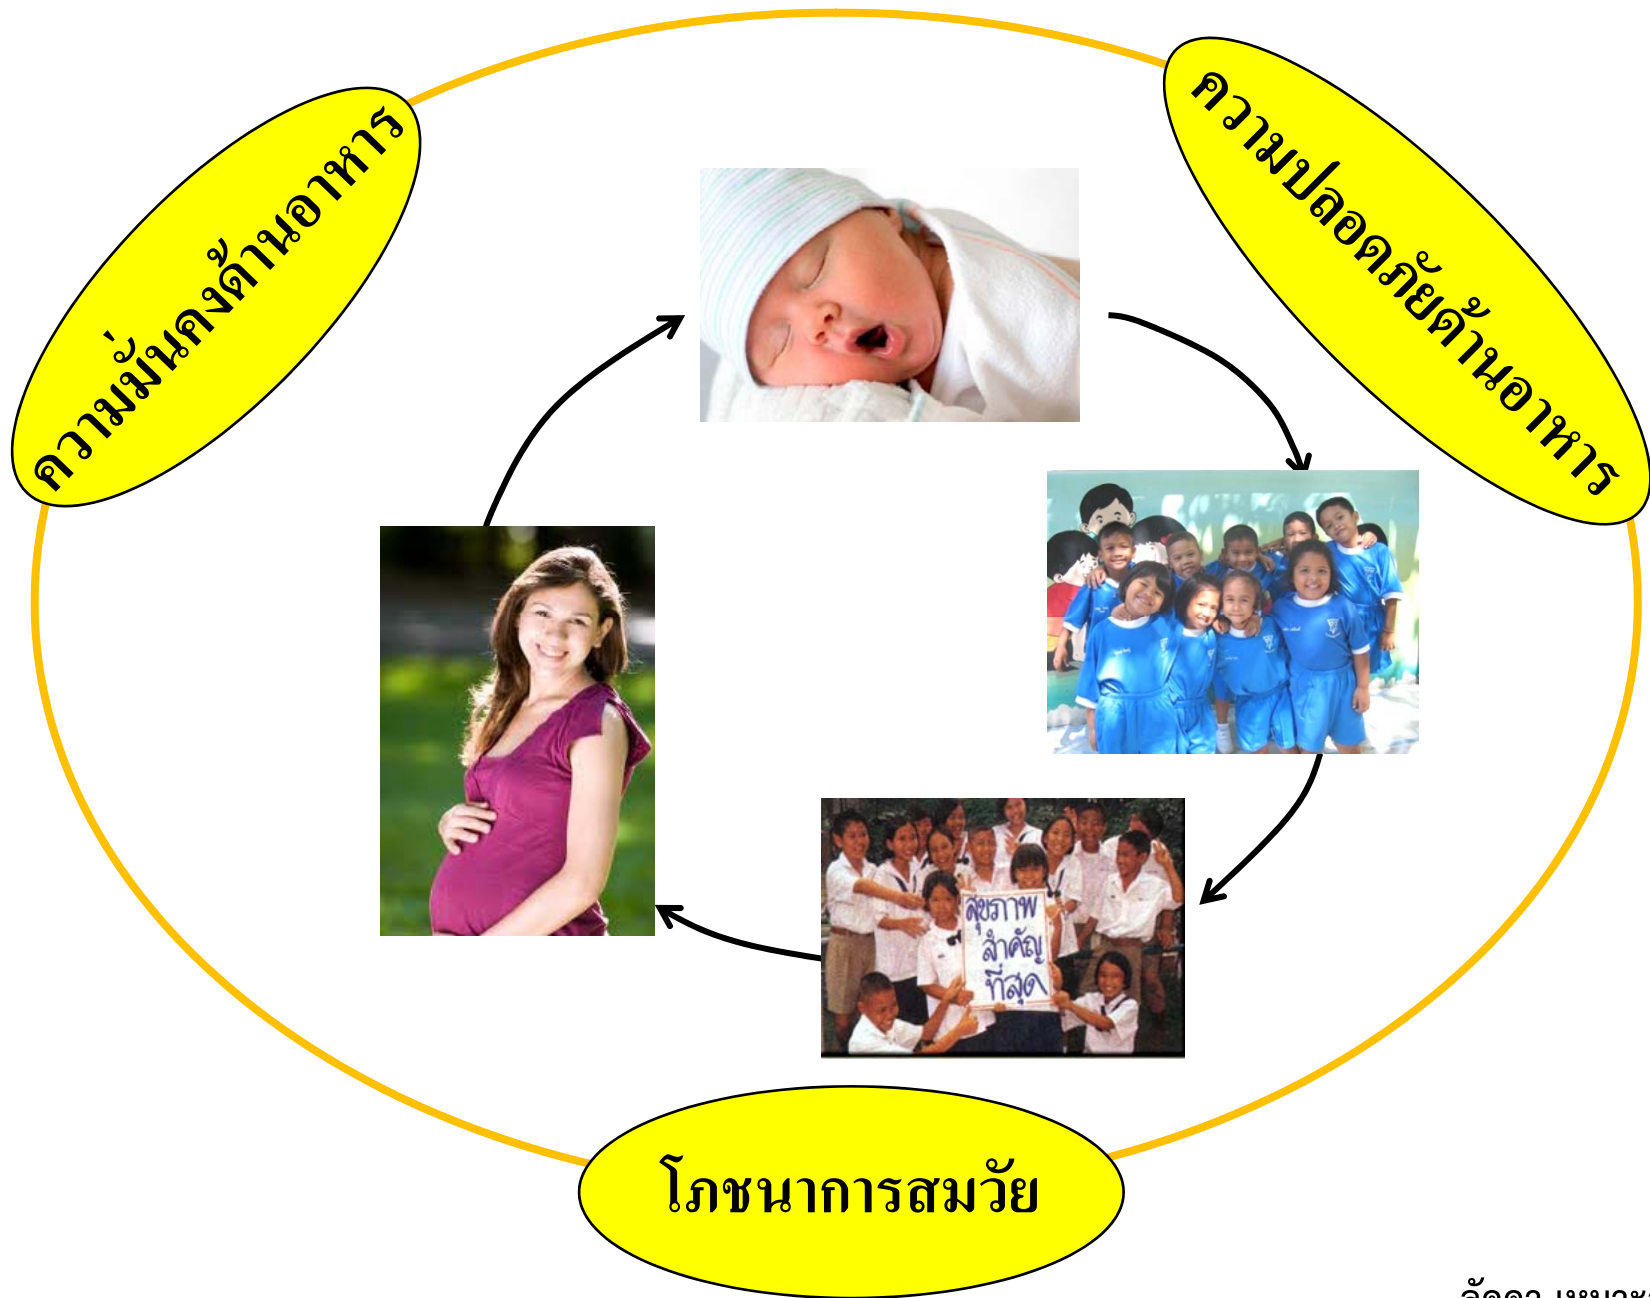 ความมั่นคงด้านอาหาร
ความปลอดภัยด้านอาหาร
สุขภาพ
สำคัญ
ที่สุด
โภชนาการสมวัย